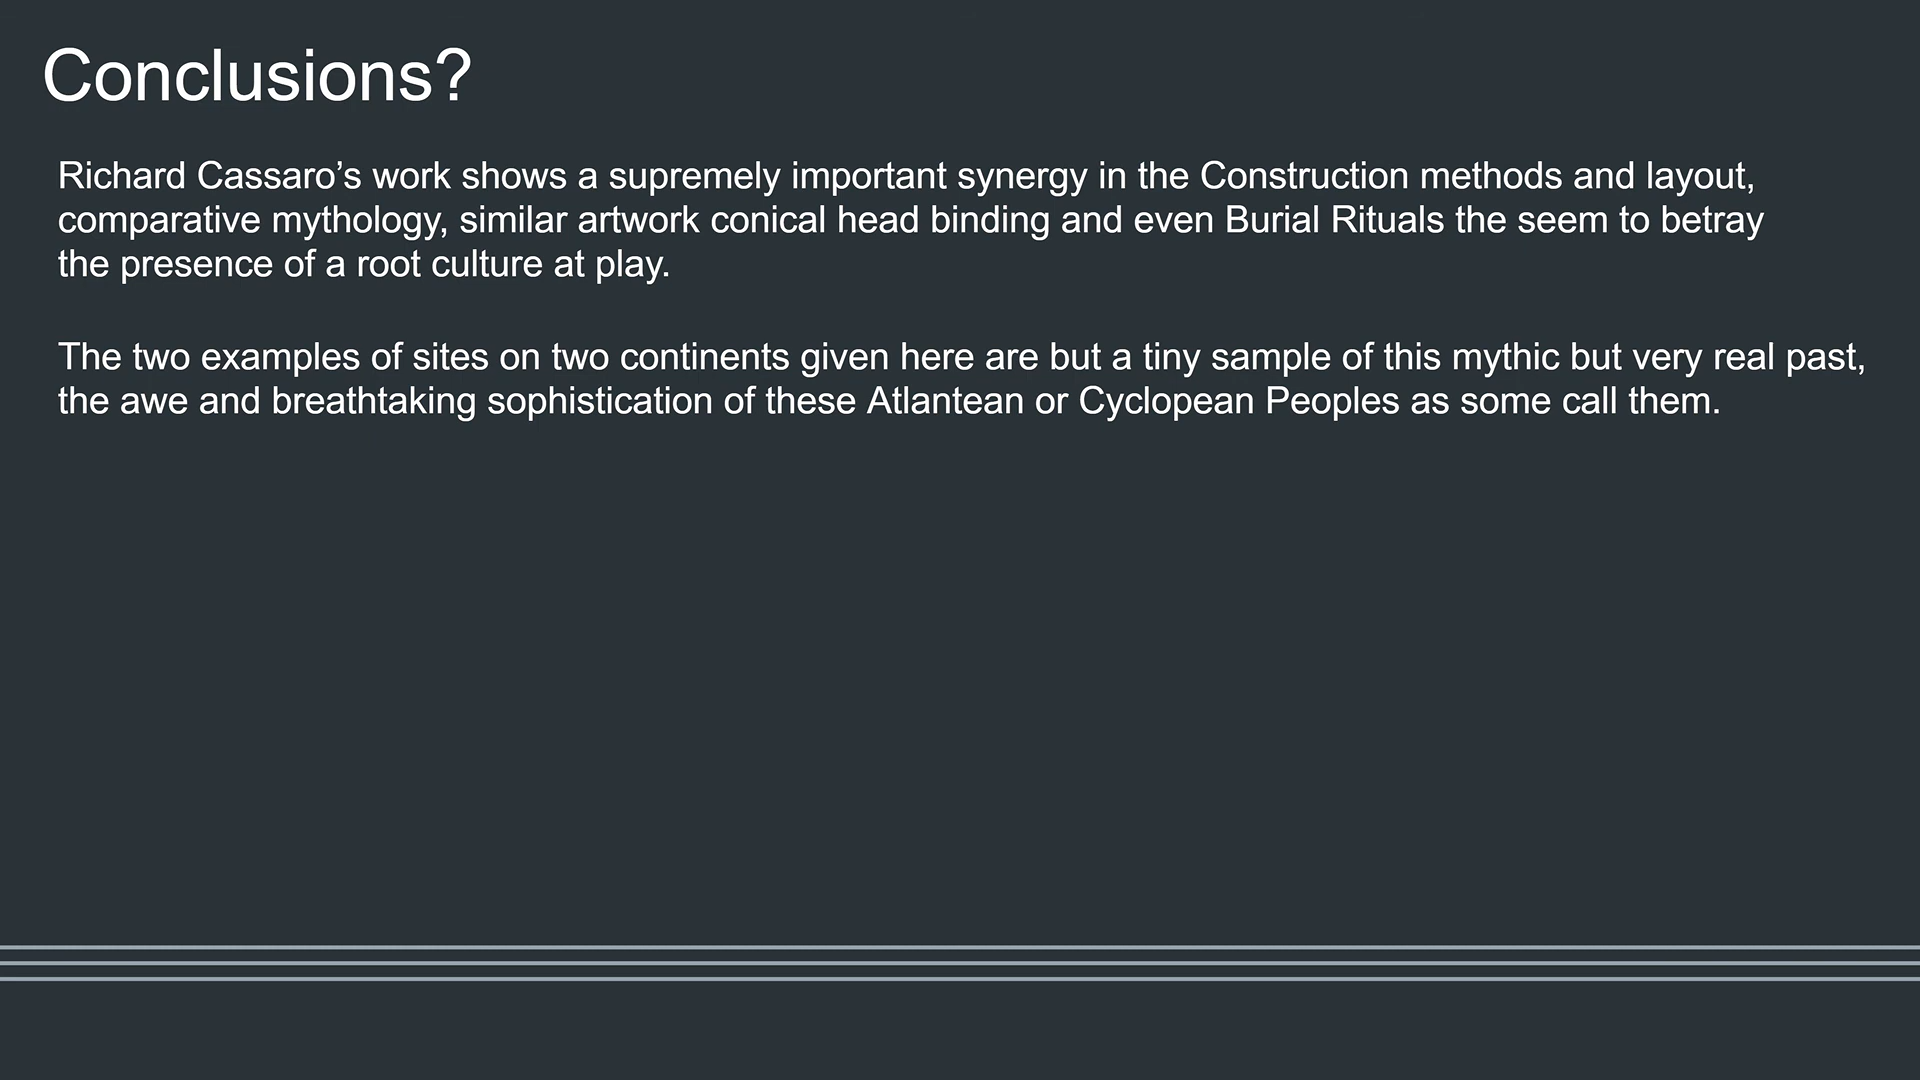 Conclusions?
Richard Cassaro’s work shows a supremely important synergy in the Construction methods and layout,
comparative mythology, similar artwork conical head binding and even Burial Rituals the seem to betray
the presence of a root culture at play.
The two examples of sites on two continents given here are but a tiny sample of this mythic but very real past,
the awe and breathtaking sophistication of these Atlantean or Cyclopean Peoples as some call them.